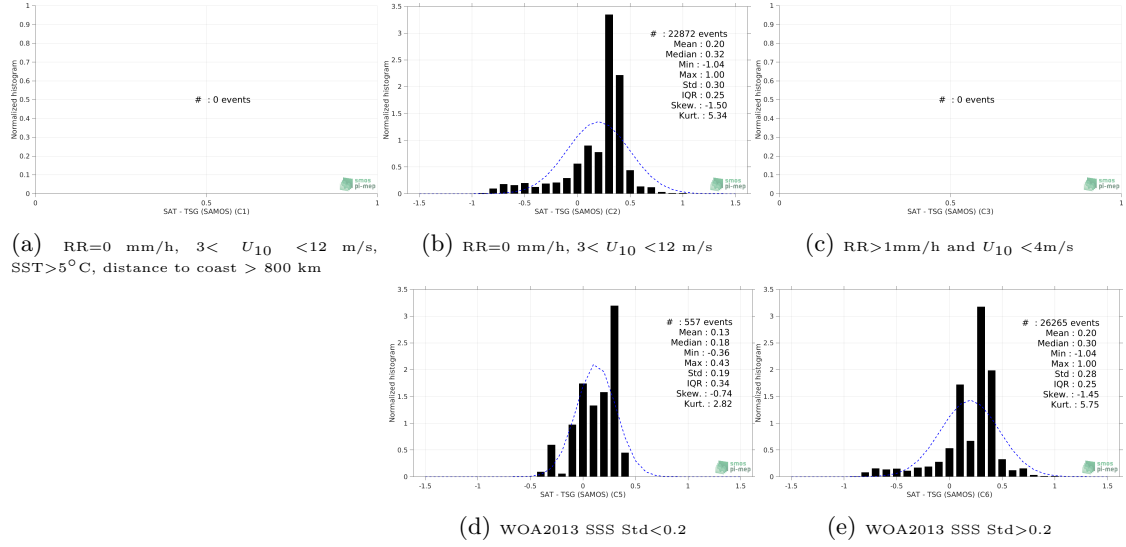 1
0.9
0.8
0.7
0.6
0.5
0.4
0.3
0.2
0.1
0
Normalized histogram
# : 0 events
0 0.5 1
SAT - TSG (SAMOS) (C1)
smos
pi-mep
3.5
3
2.5
2
1.5
1
0.5
0
Normalized histogram
# : 22872 events
Mean : 0.20
Median : 0.32
Min : -1.04
Max : 1.00
Std : 0.30
IQR : 0.25
Skew. : -1.50
Kurt. : 5.34
-1.5 -1 -0.5 0 0.5 1 1.5
SAT - TSG (SAMOS) (C2)
smos
pi-mep
1
0.9
0.8
0.7
0.6
0.5
0.4
0.3
0.2
0.1
0
Normalized histogram
# : 0 events
0 0.5 1
SAT - TSG (SAMOS) (C3)
smos
pi-mep
(a) RR=0 mm/h, 3< U10 <12 m/s,
SST>5°C, distance to coast > 800 km
(b) RR=0 mm/h, 3< U10 <12 m/s
(c) RR>1mm/h and U10 <4m/s
3.5
3
2.5
2
1.5
1
0.5
0
Normalized histogram
# : 557 events
Mean : 0.13
Median : 0.18
Min : -0.36
Max : 0.43
Std : 0.19
IQR : 0.34
Skew. : -0.74
Kurt. : 2.82
-1.5 -1 -0.5 0 0.5 1 1.5
SAT - TSG (SAMOS) (C5)
smos
pi-mep
3.5
3
2.5
2
1.5
1
0.5
0
Normalized histogram
# : 26265 events
Mean : 0.20
Median : 0.30
Min : -1.04
Max : 1.00
Std : 0.28
IQR : 0.25
Skew. : -1.45
Kurt. : 5.75
-1.5 -1 -0.5 0 0.5 1 1.5
SAT - TSG (SAMOS) (C6)
smos
pi-mep
(d) WOA2013 SSS Std<0.2
(e) WOA2013 SSS Std>0.2